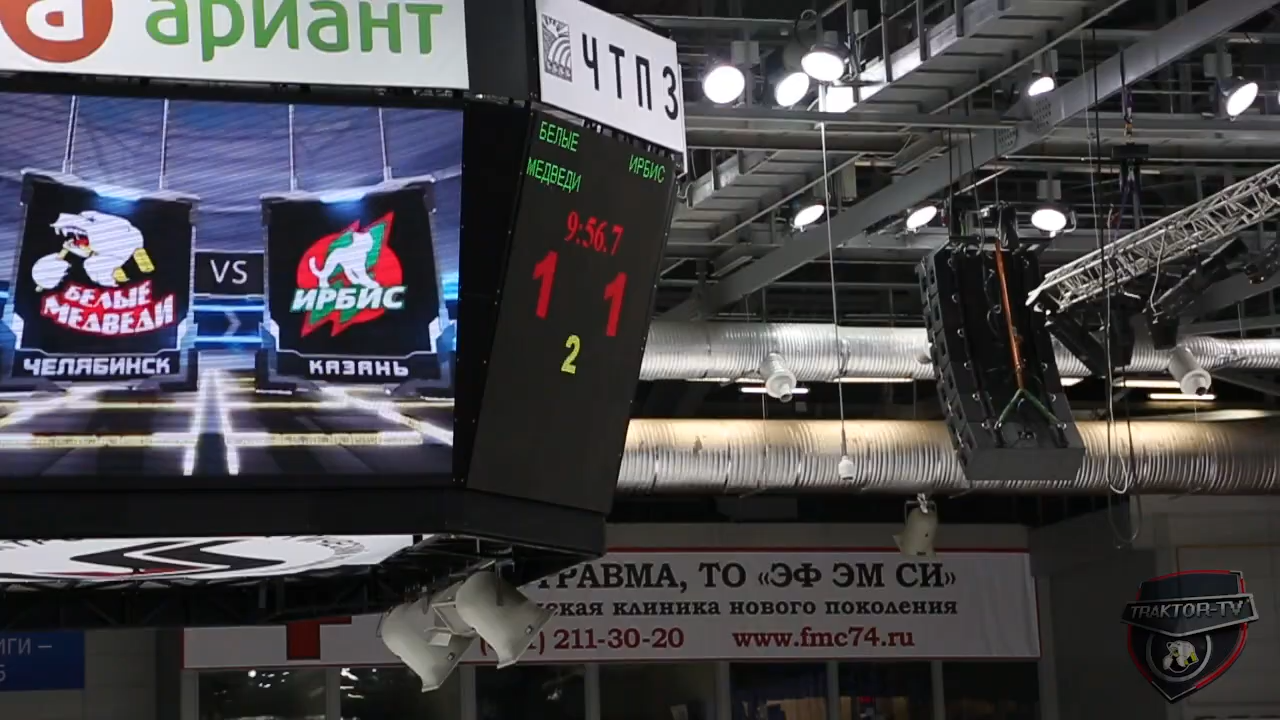 ариант
ЧТПЗ
БЕЛЫЕ
МЕДВЕДИ
ИРБИС
9:56.7
1 1
2
VS
БЕЛЫЕ
МЕДВЕДИ
ЧЕЛЯБИНСК
ИРБИС
КАЗАНЬ
ТРАВМА, ТО «ЭФ ЭМ СИ»
клиника нового поколения
211-30-20 www.fmc74.ru
TRAKTOR-TV